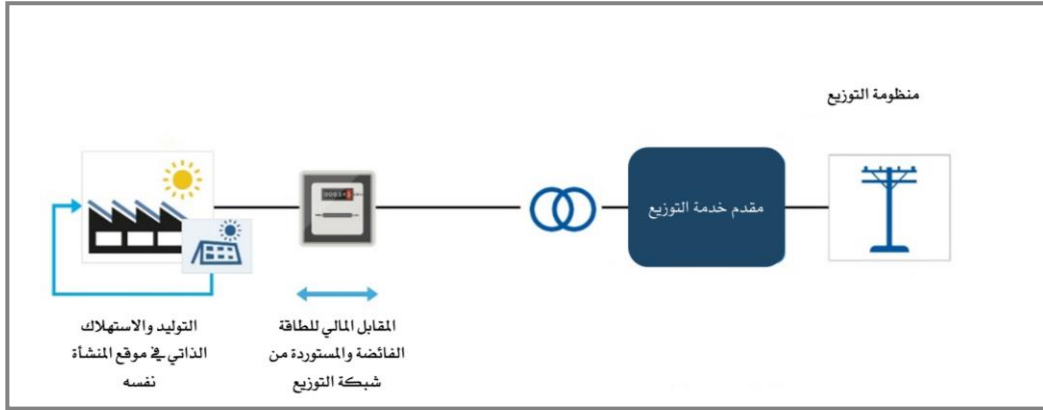 منظومة التوزيع
مقدم خدمة التوزيع
المقابل المالي للطاقة
الفائضة والمستوردة من
شبكة التوزيع
التوليد والاستهلاك
الذاتي في موقع المنشأة
نفسه